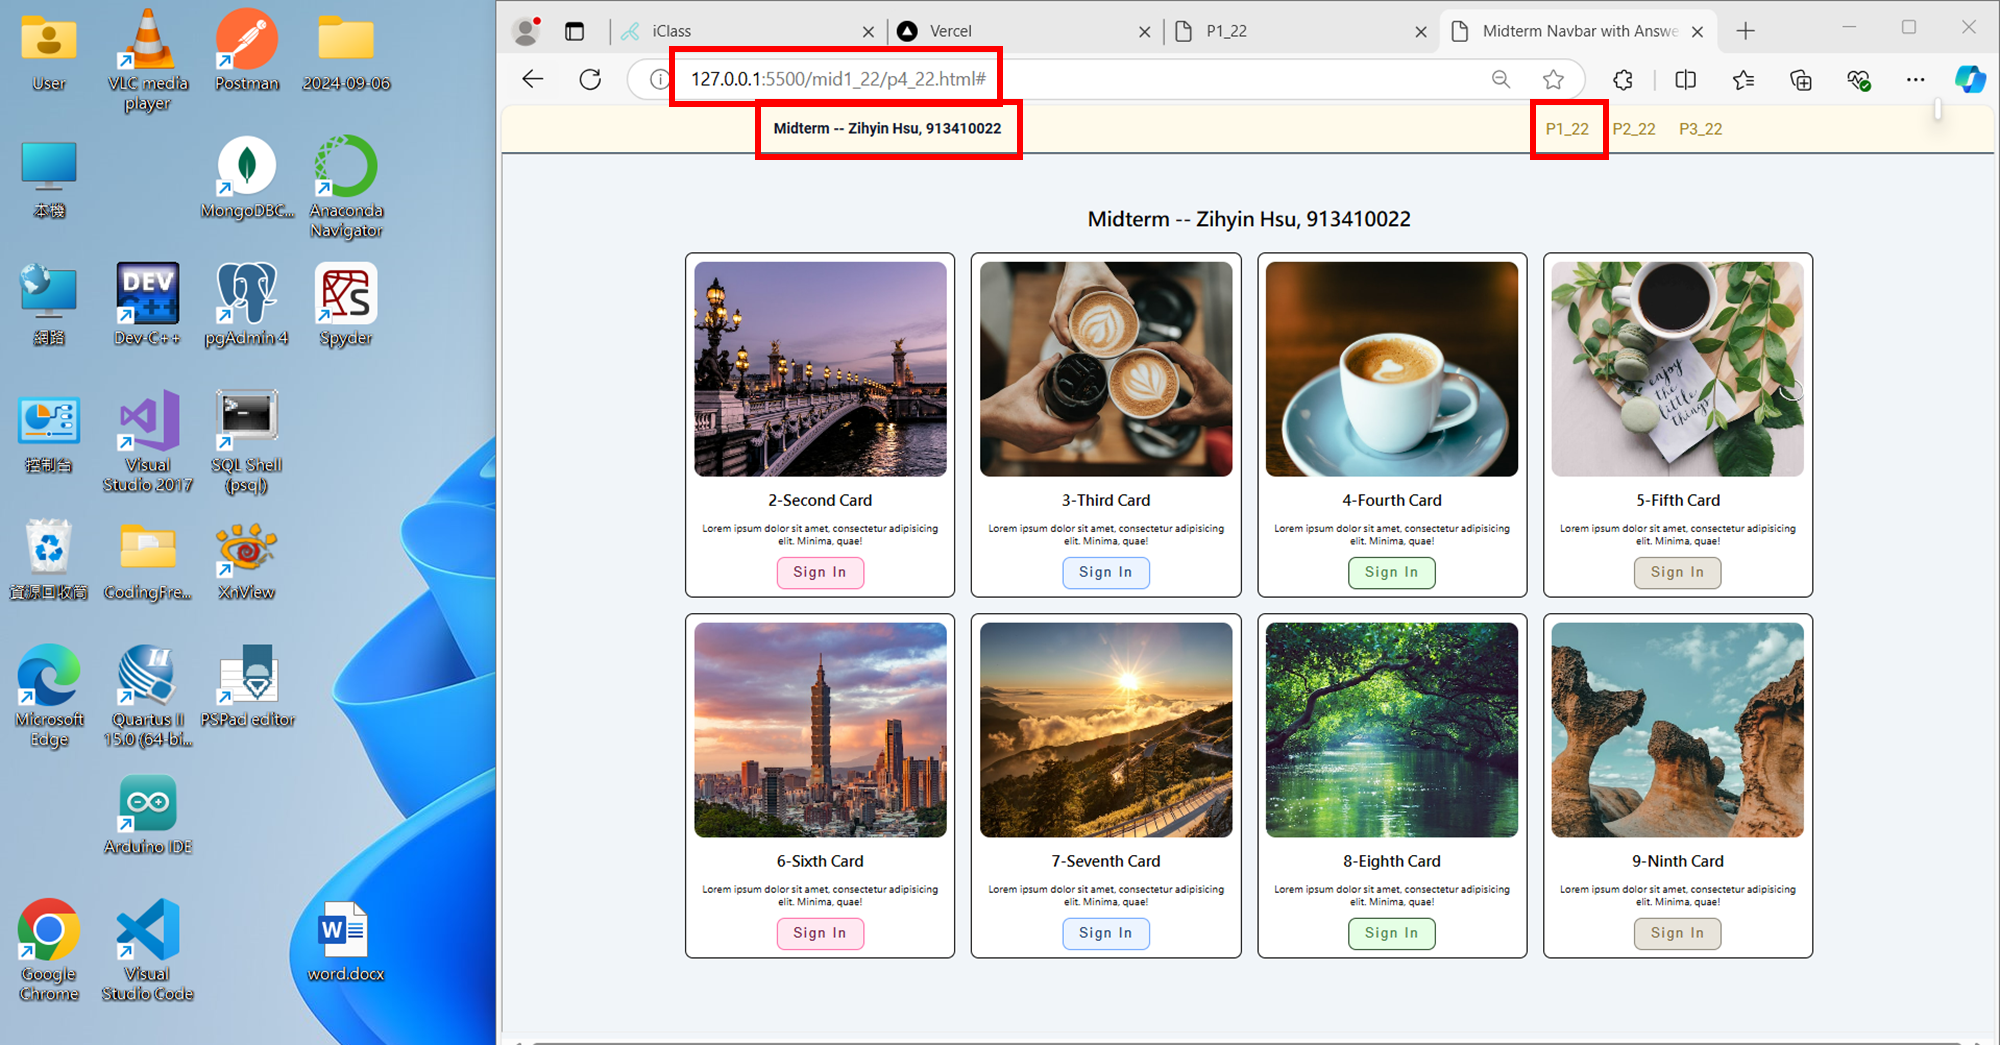 User
VLC media
player
Postman
2024-09-06
本機
MongoDBC...
Anaconda
Navigator
網路
Dev-C++
pgAdmin 4
Spyder
控制台
Visual
Studio 2017
SQL Shell
(psql)
資源回收筒
CodingFre...
XnView
Microsoft
Edge
Quartus II
15.0 (64-bi...
PSPad editor
Arduino IDE
Google
Chrome
Visual
Studio Code
word.docx
iClass
Vercel
P1_22
Midterm Navbar with Answe
127.0.0.1:5500/mid1_22/p4_22.html#
Midterm -- Zihyin Hsu, 913410022
P1_22 P2_22 P3_22
Midterm -- Zihyin Hsu, 913410022
enjoy
the
little
things
2-Second Card
Lorem ipsum dolor sit amet, consectetur adipisicing
elit. Minima, quae!
Sign In
3-Third Card
Lorem ipsum dolor sit amet, consectetur adipisicing
elit. Minima, quae!
Sign In
4-Fourth Card
Lorem ipsum dolor sit amet, consectetur adipisicing
elit. Minima, quae!
Sign In
5-Fifth Card
Lorem ipsum dolor sit amet, consectetur adipisicing
elit. Minima, quae!
Sign In
6-Sixth Card
Lorem ipsum dolor sit amet, consectetur adipisicing
elit. Minima, quae!
Sign In
7-Seventh Card
Lorem ipsum dolor sit amet, consectetur adipisicing
elit. Minima, quae!
Sign In
8-Eighth Card
Lorem ipsum dolor sit amet, consectetur adipisicing
elit. Minima, quae!
Sign In
9-Ninth Card
Lorem ipsum dolor sit amet, consectetur adipisicing
elit. Minima, quae!
Sign In